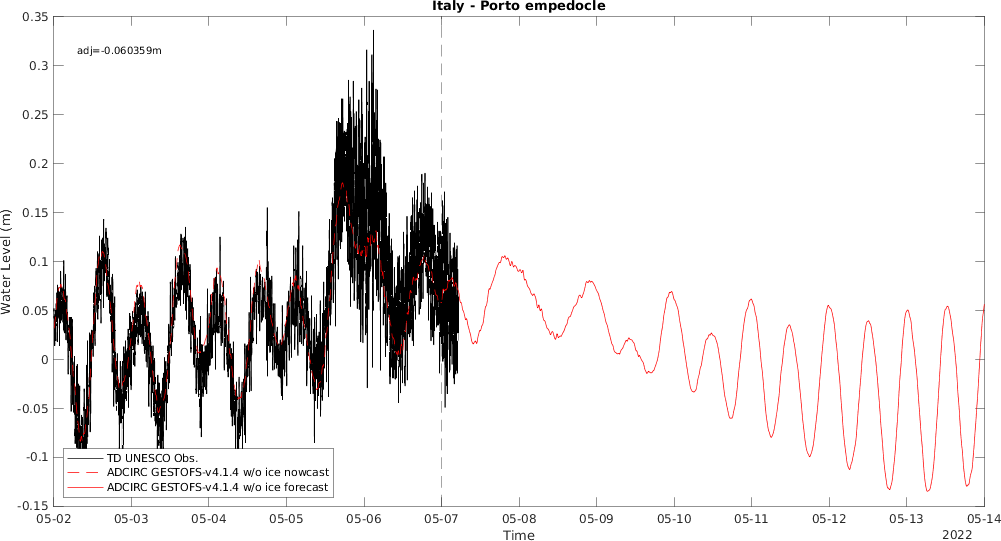 Italy - Porto empedocle
adj=-0.060359m
0.35
0.3
0.25
0.2
0.15
0.1
0.05
0
-0.05
-0.1
-0.15
Water Level (m)
TD UNESCO Obs.
ADCIRC GESTOFS-v4.1.4 w/o ice nowcast
ADCIRC GESTOFS-v4.1.4 w/o ice forecast
05-02 05-03 05-04 05-05 05-06 05-07 05-08 05-09 05-10 05-11 05-12 05-13 05-14
Time
2022